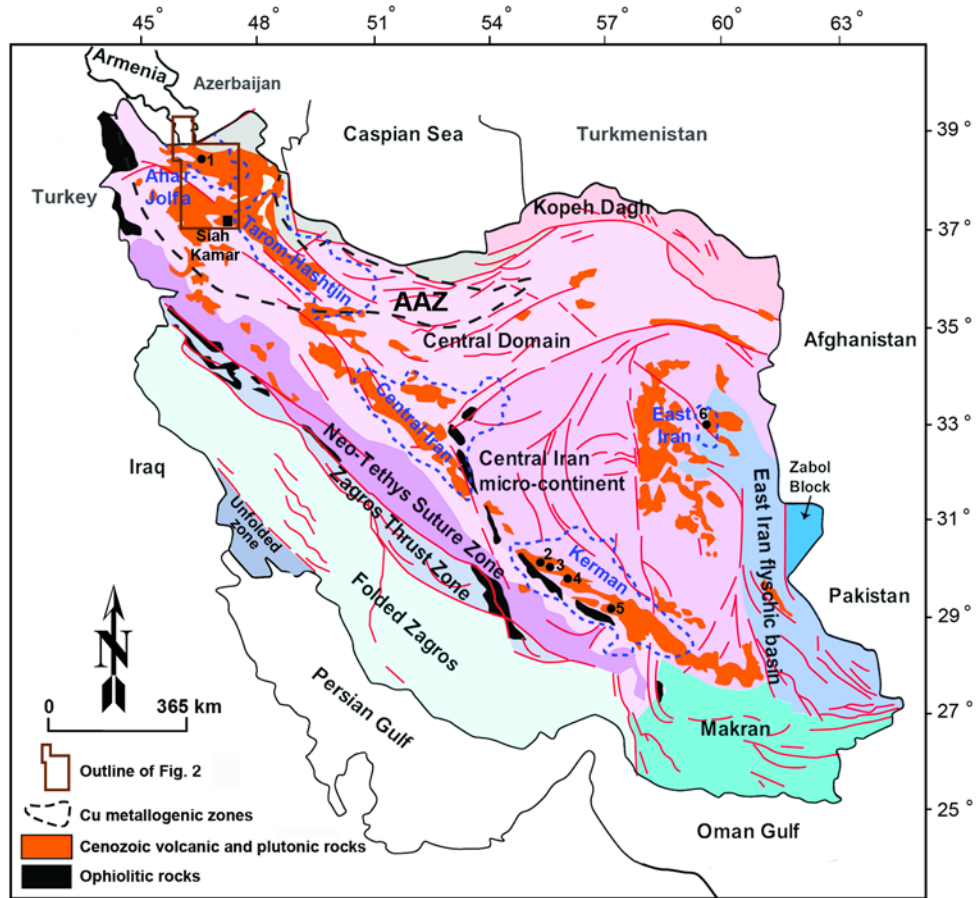 45°
48°
51°
54°
57°
60°
63°
Armenia
Azerbaijan
Caspian Sea
Turkmenistan
39°
1
Ahar
Jolfa
Turkey
Kopeh Dagh
37°
Siah
Kamar
Tarom-Hashtjin
AAZ
Central Domain
Afghanistan
35°
Central Iran
East
Iran
6
33°
Iraq
Neo-Tethys Suture Zone
Central Iran
micro-continent
Zabol
Block
Unfolded
zone
Zagros Thrust Zone
East Iran flyschic basin
31°
Kerman
2
3
4
5
Pakistan
29°
Folded Zagros
N
Persian Gulf
0 365 km
27°
Makran
Outline of Fig. 2
25°
Cu metallogenic zones
Oman Gulf
Cenozoic volcanic and plutonic rocks
Ophiolitic rocks